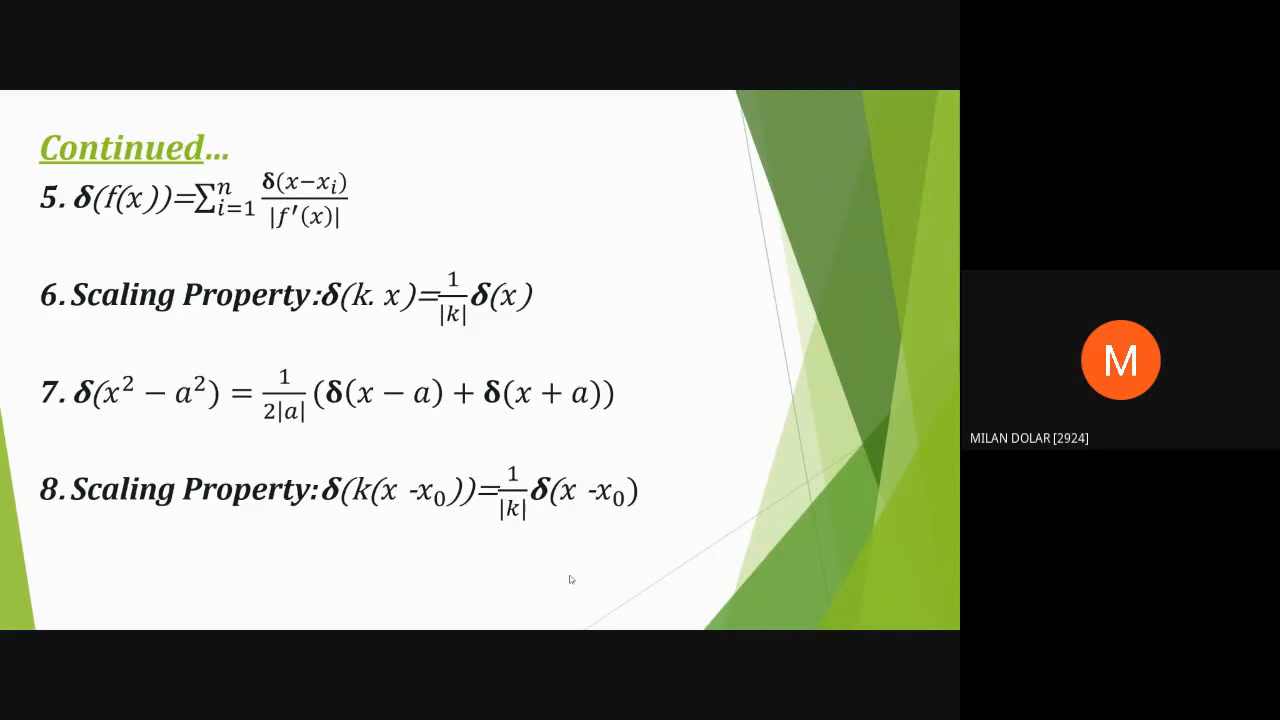 Continued...
5. δ(f(x))=∑ⁿᵢ₌₁ δ(x−xᵢ)/|f′(x)|
6. Scaling Property:δ(k. x)=1/|k| δ(x)
7. δ(x² − a²) = 1/2|a| (δ(x − a) + δ(x + a))
8. Scaling Property:δ(k(x -x₀))=1/|k| δ(x -x₀)
M
MILAN DOLAR [2924]